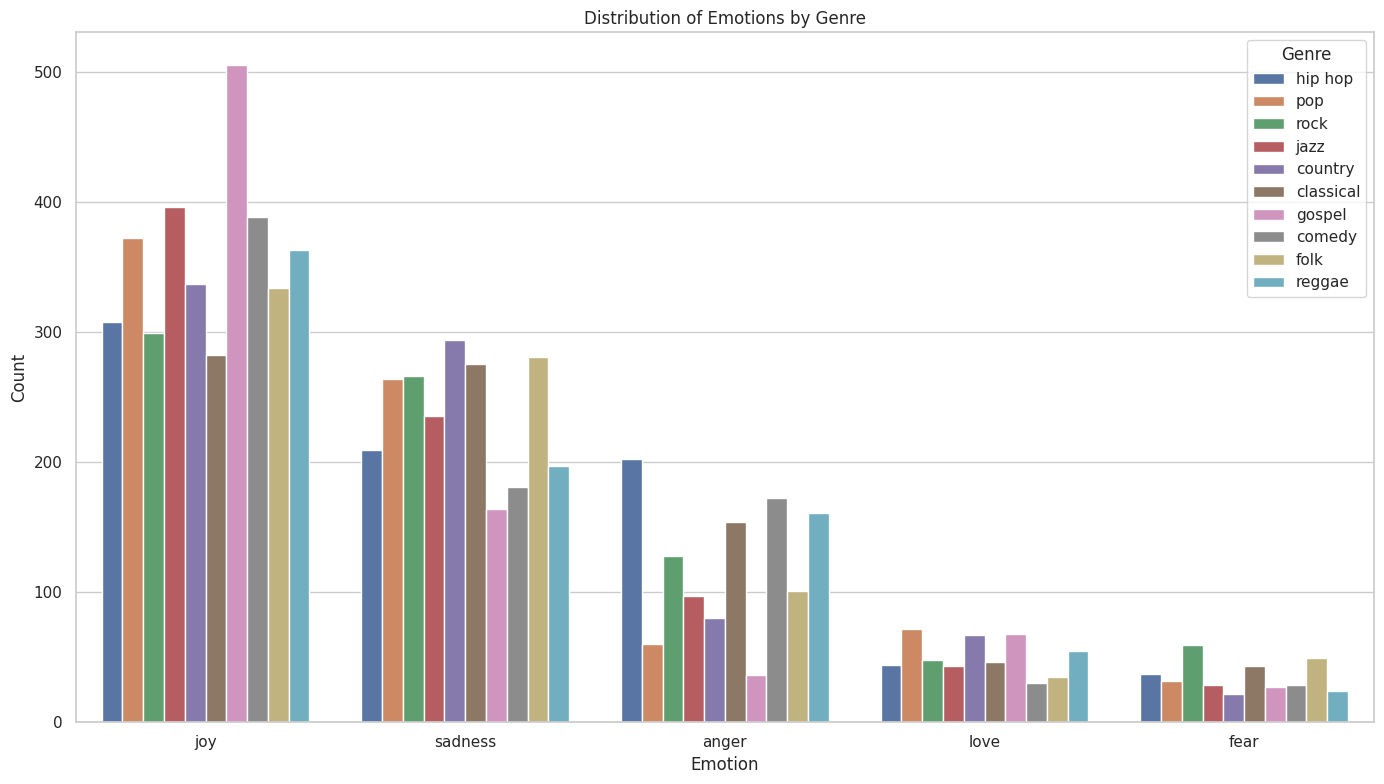 Distribution of Emotions by Genre
Genre
hip hop
pop
rock
jazz
country
classical
gospel
comedy
folk
reggae
Count
500
400
300
200
100
0
joy sadness anger love fear
Emotion